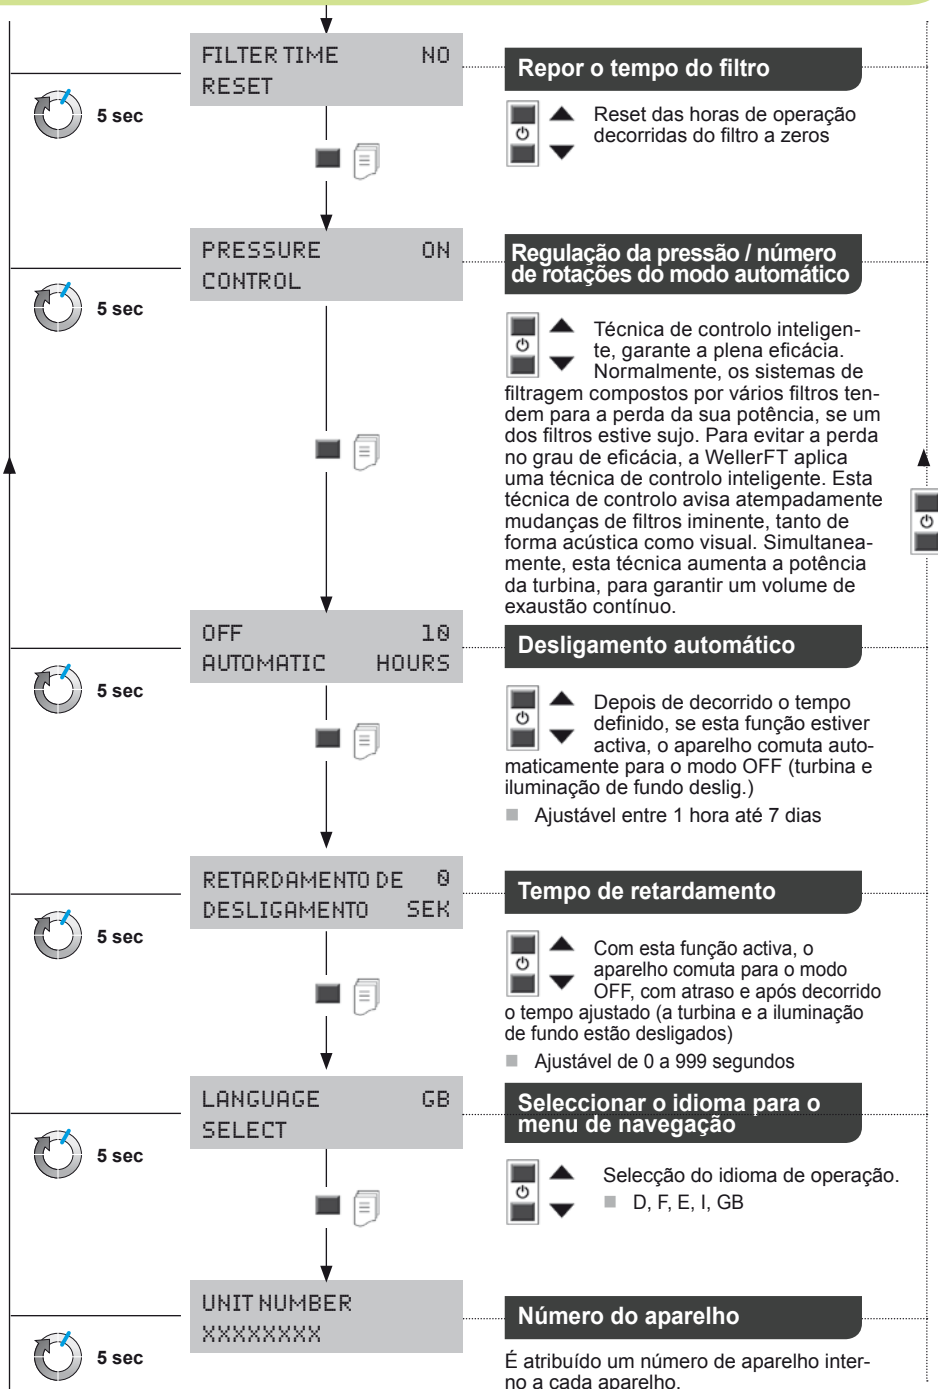 FILTER TIME NO
RESET
5 sec
Repor o tempo do filtro
Reset das horas de operação
decorridas do filtro a zeros
PRESSURE ON
CONTROL
5 sec
Regulação da pressão / número
de rotações do modo automático
Técnica de controlo inteligen-
te, garante a plena eficácia.
Normalmente, os sistemas de
filtragem compostos por vários filtros ten-
dem para a perda da sua potência, se um
dos filtros estive sujo. Para evitar a perda
no grau de eficácia, a WellerFT aplica
uma técnica de controlo inteligente. Esta
técnica de controlo avisa atempadamente
mudanças de filtros iminente, tanto de
forma acústica como visual. Simultanea-
mente, esta técnica aumenta a potência
da turbina, para garantir um volume de
exaustão contínuo.
OFF 10
AUTOMATIC HOURS
5 sec
Desligamento automático
Depois de decorrido o tempo
definido, se esta função estiver
activa, o aparelho comuta auto-
maticamente para o modo OFF (turbina e
iluminação de fundo deslig.)
Ajustável entre 1 hora até 7 dias
RETARDAMENTO DE 0
DESLIGAMENTO SEK
5 sec
Tempo de retardamento
Com esta função activa, o
aparelho comuta para o modo
OFF, com atraso e após decorrido
o tempo ajustado (a turbina e a iluminação
de fundo estão desligados)
Ajustável de 0 a 999 segundos
LANGUAGE GB
SELECT
5 sec
Seleccionar o idioma para o
menu de navegação
Selecção do idioma de operação.
D, F, E, I, GB
UNIT NUMBER
XXXXXXXX
5 sec
Número do aparelho
É atribuído um número de aparelho inter-
no a cada aparelho.